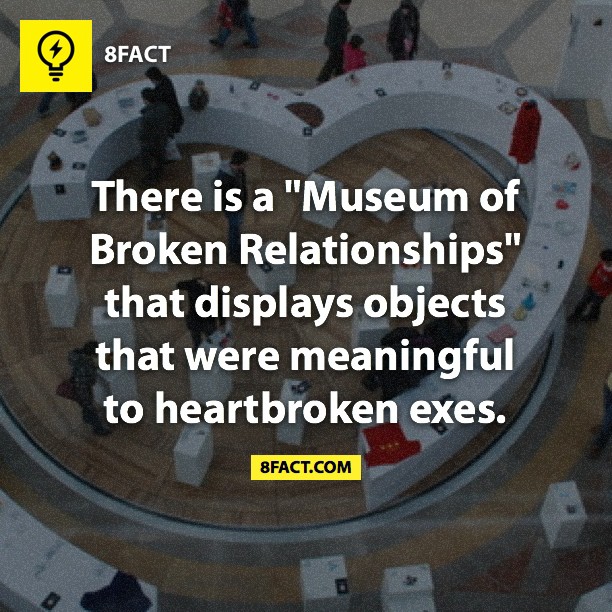 8FACT
There is a "Museum of
Broken Relationships"
that displays objects
that were meaningful
to heartbroken exes.
8FACT.COM